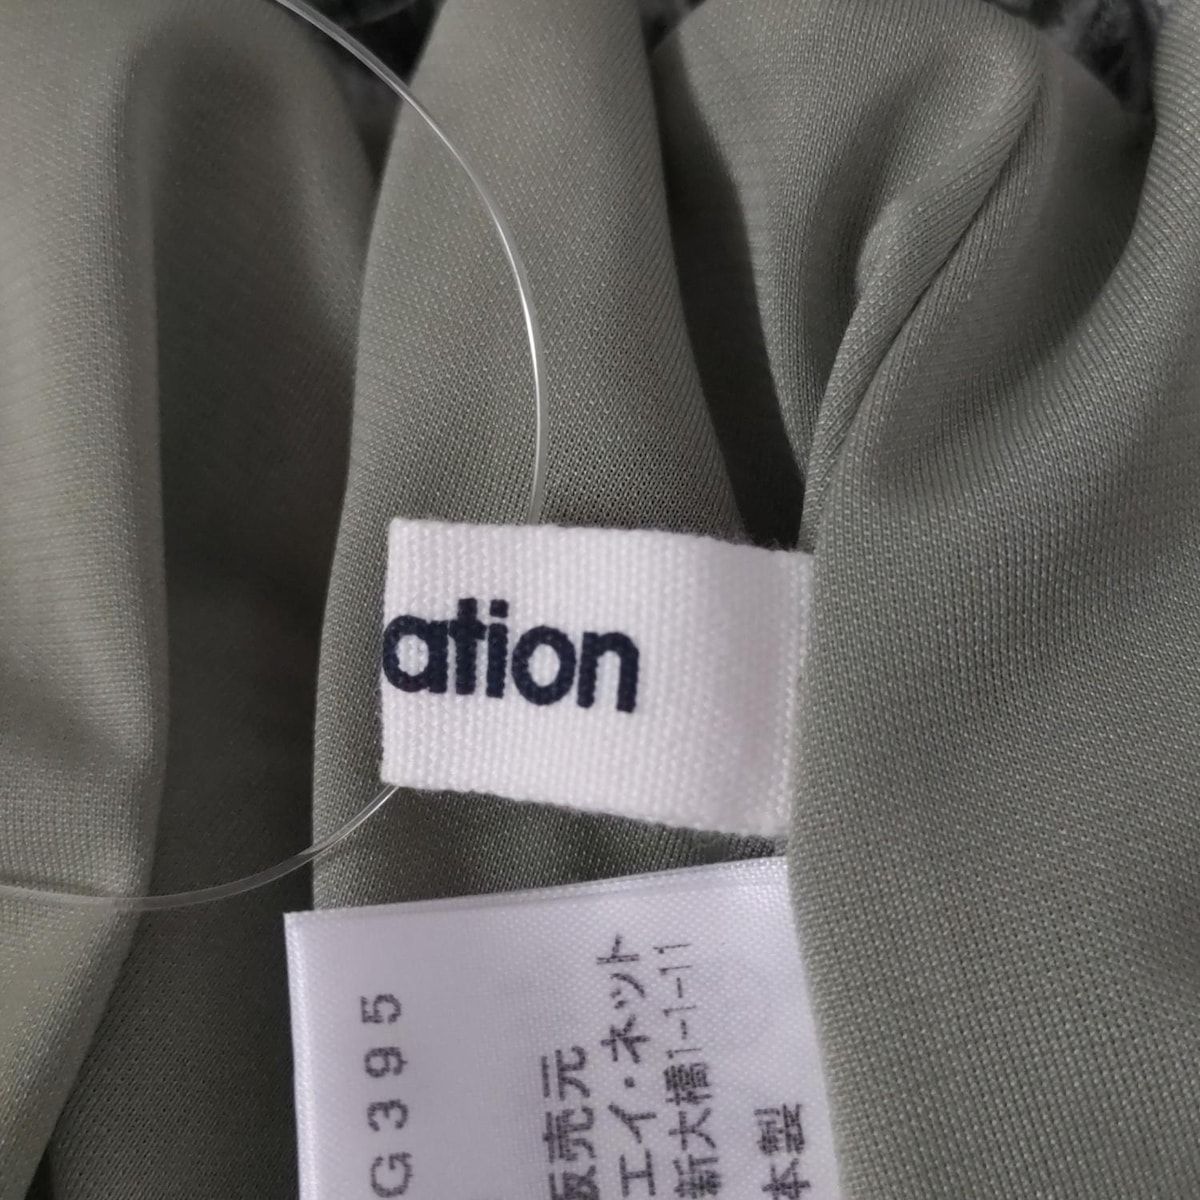 ation
G395
販売元
エイ・ネット
新大橋1-1-11
本製